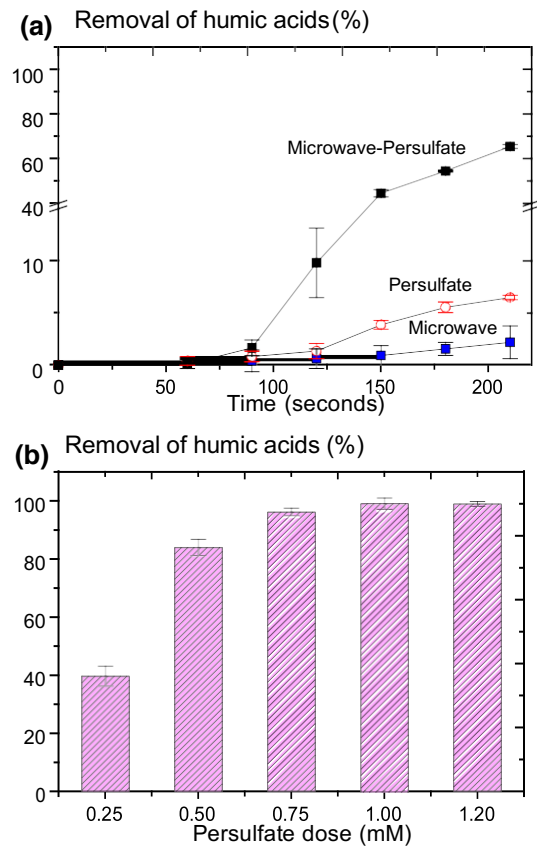 (a) Removal of humic acids (%)
100
80
60
40
10
0
Microwave-Persulfate
Persulfate
Microwave
0 50 100 150 200
Time (seconds)
(b) Removal of humic acids (%)
100
80
60
40
20
0
0.25 0.50 0.75 1.00 1.20
Persulfate dose (mM)